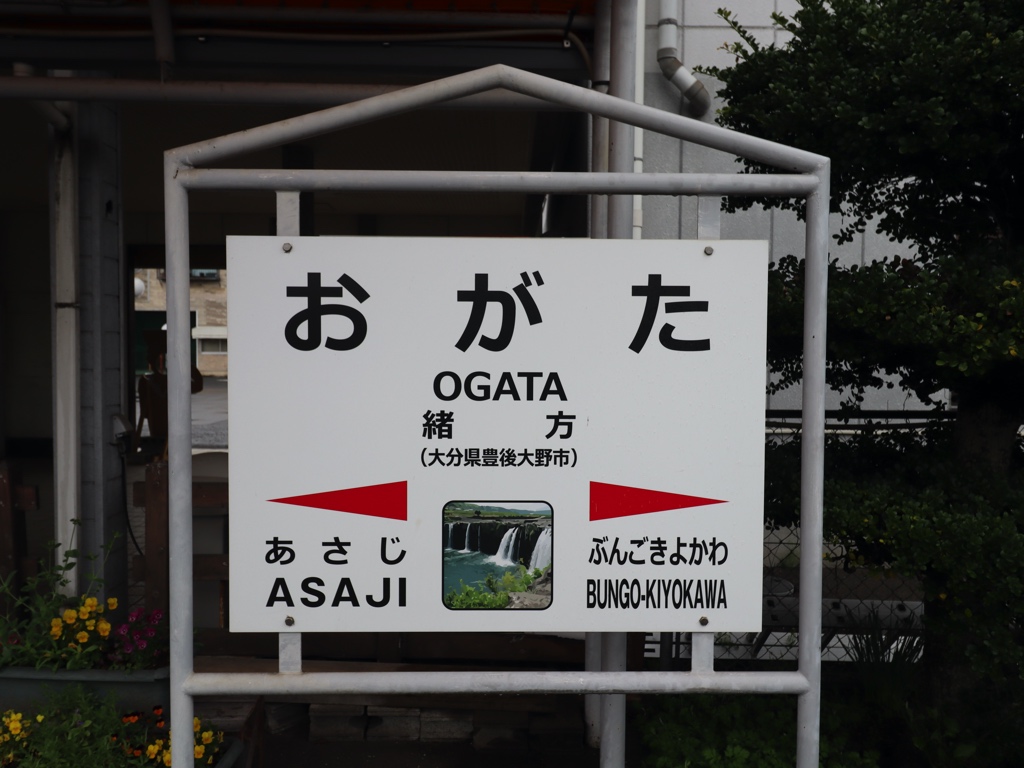 おがた
OGATA
緒方
(大分県豊後大野市)
あさじ ぶんごきよかわ
ASAJI BUNGO-KIYOKAWA